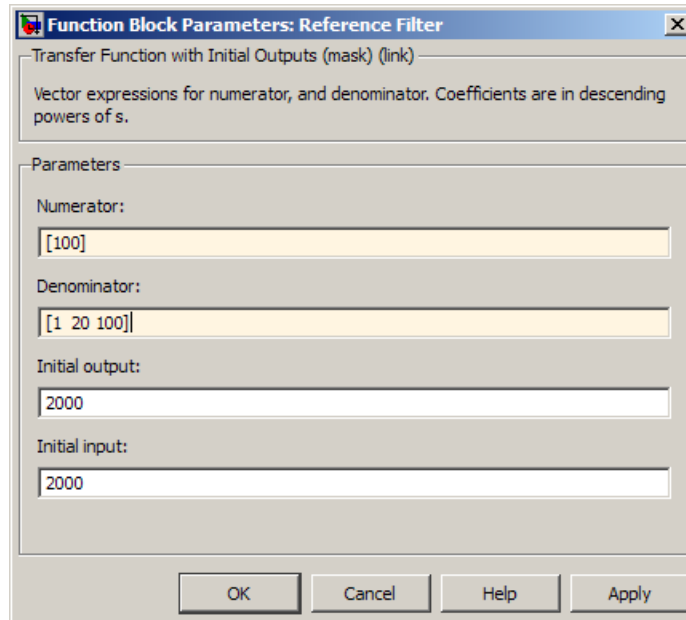 Function Block Parameters: Reference Filter
Transfer Function with Initial Outputs (mask) (link)
Vector expressions for numerator, and denominator. Coefficients are in descending
powers of s.
Parameters
Numerator:
[100]
Denominator:
[1 20 100]
Initial output:
2000
Initial input:
2000
OK Cancel Help Apply